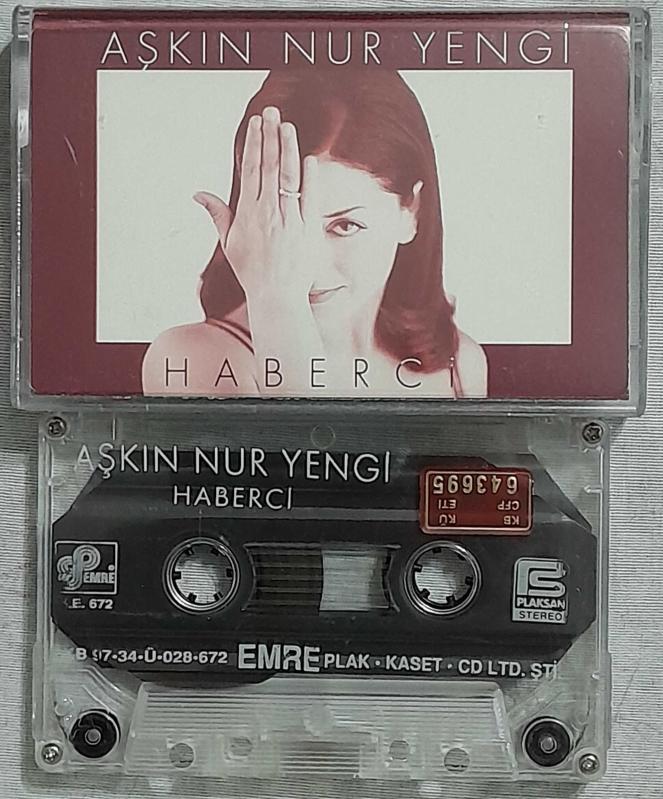 AŞKIN NUR YENGİ
HABERCİ
AŞKIN NUR YENGİ
HABERCİ
643695
CFP
KÜ ETİ
KB
EMRE
K.E. 672
PLAKSAN
STEREO
KB 97-34-Ü-028-672 EMRE PLAK • KASET • CD LTD. ŞTİ